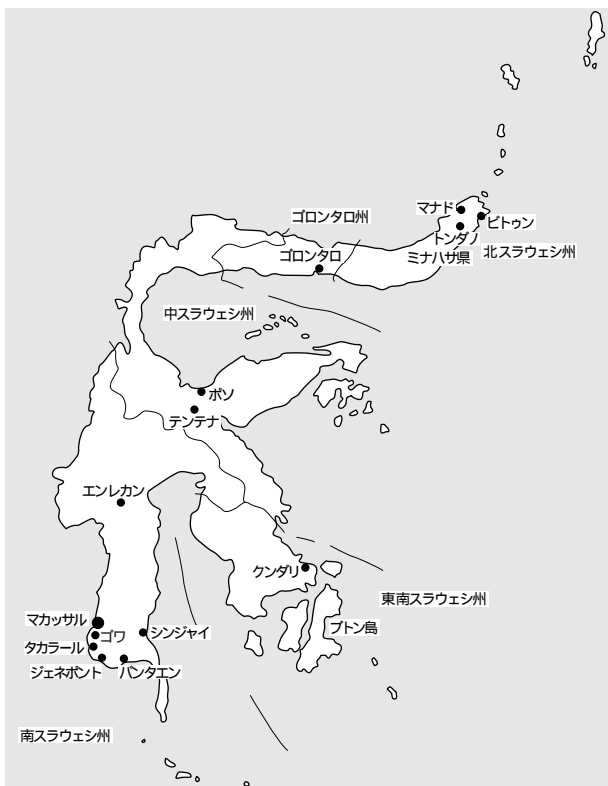 マナド
ゴロンタロ州
ビトゥン
トンダノ
ゴロンタロ
北スラウェシ州
ミナハサ県
中スラウェシ州
ポソ
テンテナ
エンレカン
クンダリ
東南スラウェシ州
マカッサル
ブトン島
シンジャイ
ゴワ
タカラール
ジェネポント
バンタエン
南スラウェシ州